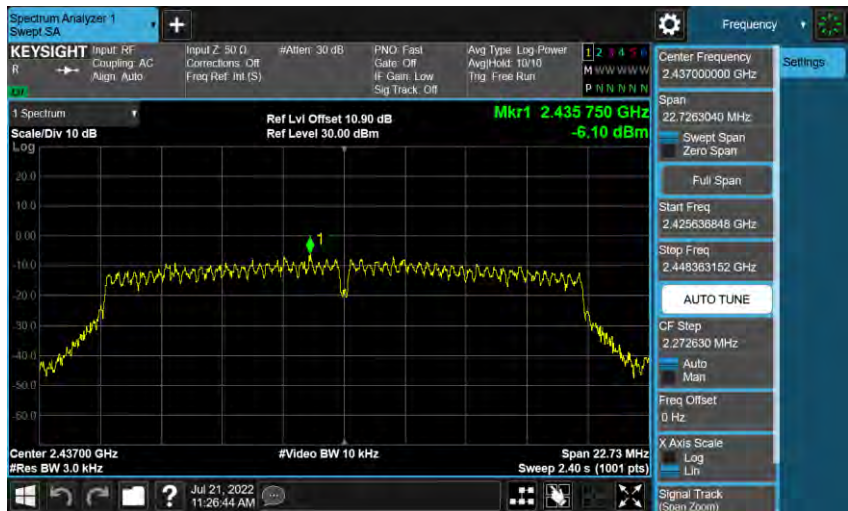 Spectrum Analyzer 1
Swept SA
+
Frequency
KEYSIGHT
R
Input: RF
Coupling: AC
Align: Auto
Input Z: 50 Ω
Corrections: Off
Freq Ref: Int (S)
#Atten: 30 dB
PNO: Fast
Gate: Off
IF Gain: Low
Sig Track: Off
Avg Type: Log-Power
Avg|Hold: 10/10
Trig: Free Run
1 2 3 4 5 6
M W W W W W
P N N N N N
1 Spectrum
Scale/Div 10 dB
Log
Ref Lvl Offset 10.90 dB
Ref Level 30.00 dBm
Mkr1 2.435 750 GHz
-6.10 dBm
20.0
10.0
0.00
-10.0
-20.0
-30.0
-40.0
-50.0
-60.0
1
Center 2.43700 GHz
#Res BW 3.0 kHz
#Video BW 10 kHz
Span 22.73 MHz
Sweep 2.40 s (1001 pts)
?
Jul 21, 2022
11:26:44 AM
Center Frequency
2.437000000 GHz
Settings
Span
22.7263040 MHz
Swept Span
Zero Span
Full Span
Start Freq
2.425636848 GHz
Stop Freq
2.448363152 GHz
AUTO TUNE
CF Step
2.272630 MHz
Auto
Man
Freq Offset
0 Hz
X Axis Scale
Log
Lin
Signal Track
(Span Zoom)